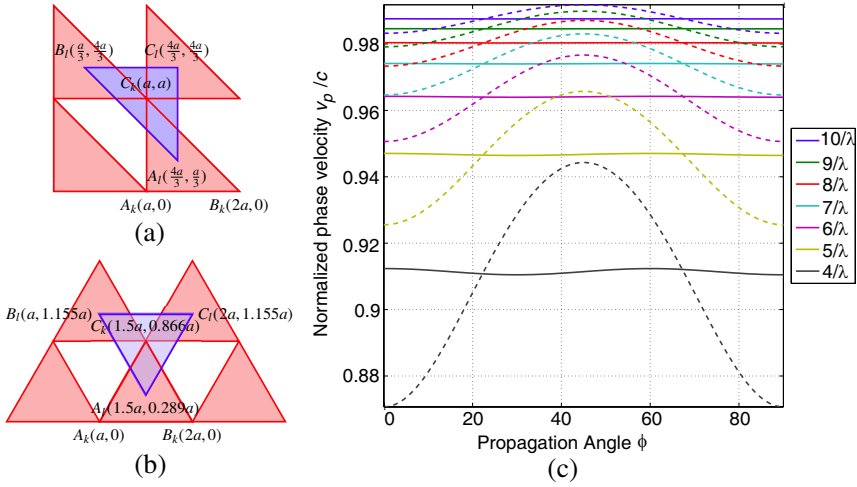 B_l(a/3, 4a/3) C_l(4a/3, 4a/3)
C_k(a, a)
A_l(4a/3, a/3)
A_k(a, 0) B_k(2a, 0)
(a)
B_l(a, 1.155a) C_l(2a, 1.155a)
C_k(1.5a, 0.866a)
A_l(1.5a, 0.289a)
A_k(a, 0) B_k(2a, 0)
(b)
Normalized phase velocity v_p /c
0.98
0.96
0.94
0.92
0.9
0.88
0 20 40 60 80
Propagation Angle ϕ
(c)
10/λ
9/λ
8/λ
7/λ
6/λ
5/λ
4/λ